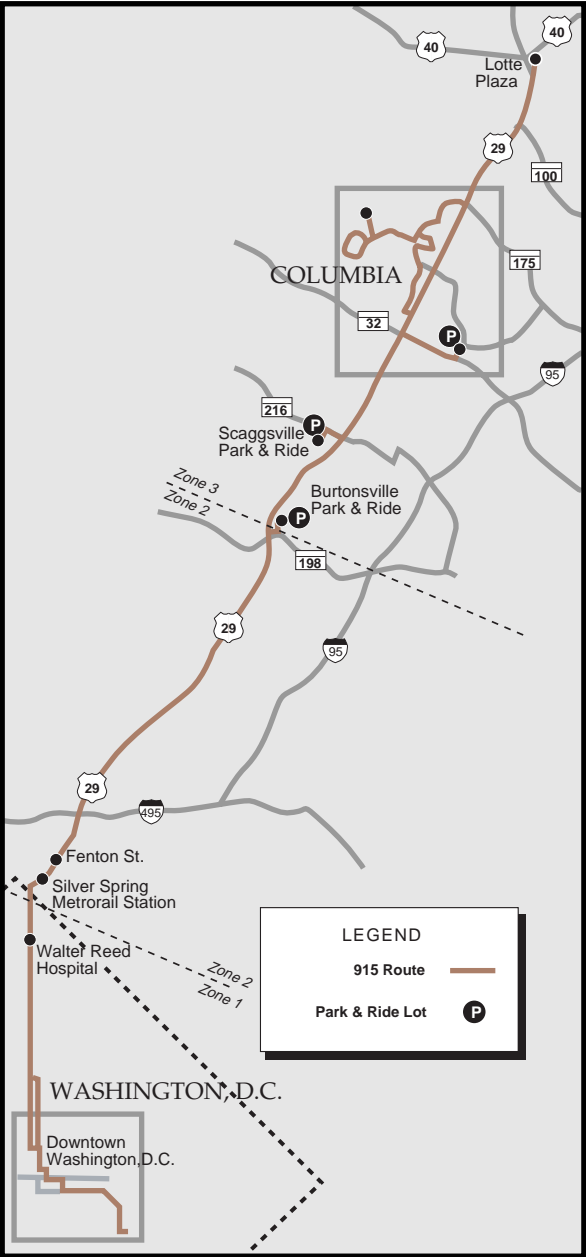 40
40
Lotte
Plaza
29
100
175
COLUMBIA
32
P
95
216
P
Scaggsville
Park & Ride
Zone 3
Zone 2
Burtonsville
Park & Ride
P
198
29
95
29
495
Fenton St.
Silver Spring
Metrorail Station
Walter Reed
Hospital
Zone 2
Zone 1
LEGEND
915 Route
Park & Ride Lot
P
WASHINGTON, D.C.
Downtown
Washington,D.C.